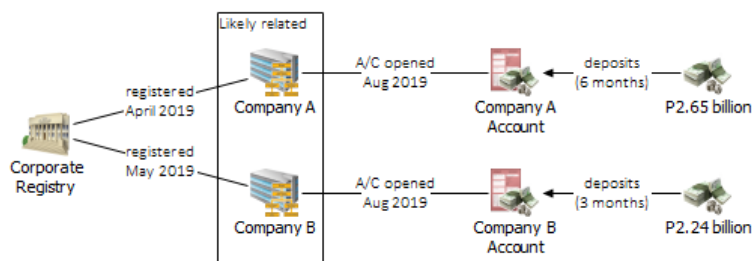 Likely related
registered
April 2019
Company A
A/C opened
Aug 2019
Company A
Account
deposits
(6 months)
P2.65 billion
Corporate
Registry
registered
May 2019
Company B
A/C opened
Aug 2019
Company B
Account
deposits
(3 months)
P2.24 billion